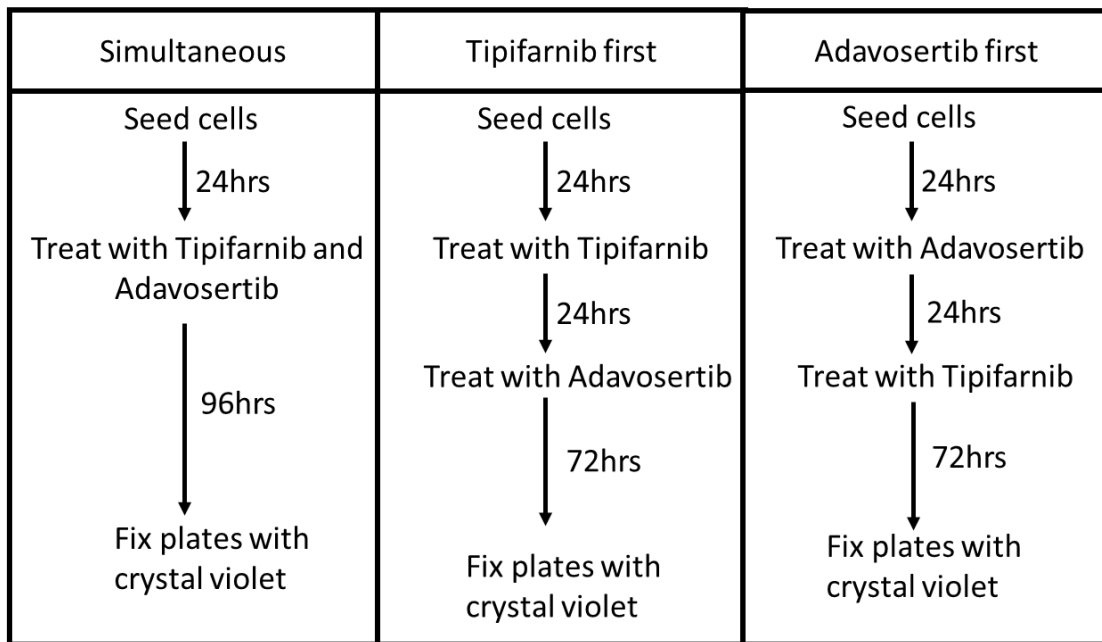 Simultaneous
Tipifarnib first
Adavosertib first
Seed cells
24hrs
Treat with Tipifarnib and
Adavosertib
96hrs
Fix plates with
crystal violet
Seed cells
24hrs
Treat with Tipifarnib
24hrs
Treat with Adavosertib
72hrs
Fix plates with
crystal violet
Seed cells
24hrs
Treat with Adavosertib
24hrs
Treat with Tipifarnib
72hrs
Fix plates with
crystal violet